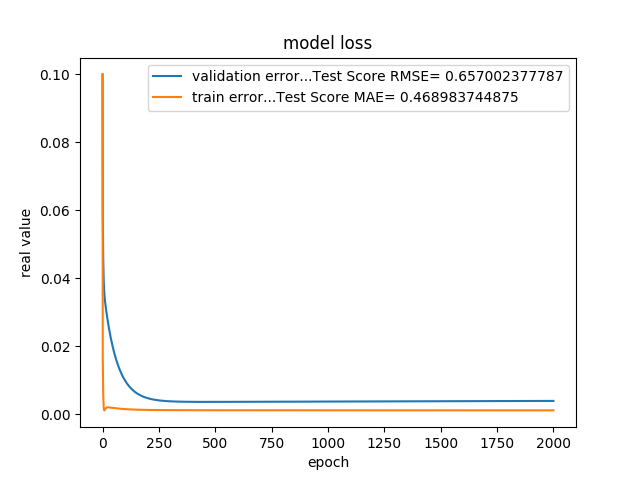 model loss
validation error...Test Score RMSE= 0.657002377787
train error...Test Score MAE= 0.468983744875
real value
0.10
0.08
0.06
0.04
0.02
0.00
0 250 500 750 1000 1250 1500 1750 2000
epoch